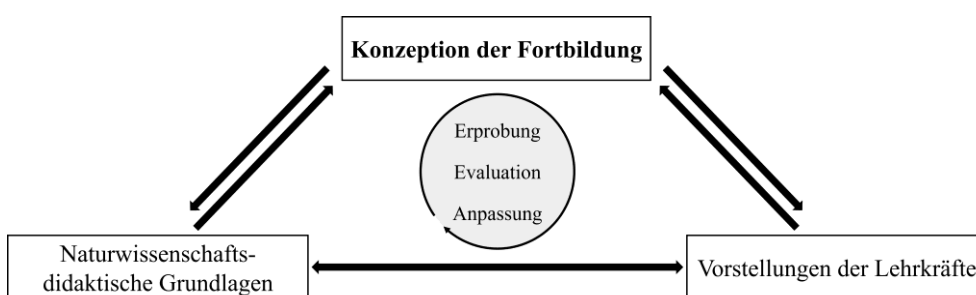 Konzeption der Fortbildung
Erprobung
Evaluation
Anpassung
Naturwissenschafts-
didaktische Grundlagen
Vorstellungen der Lehrkräfte